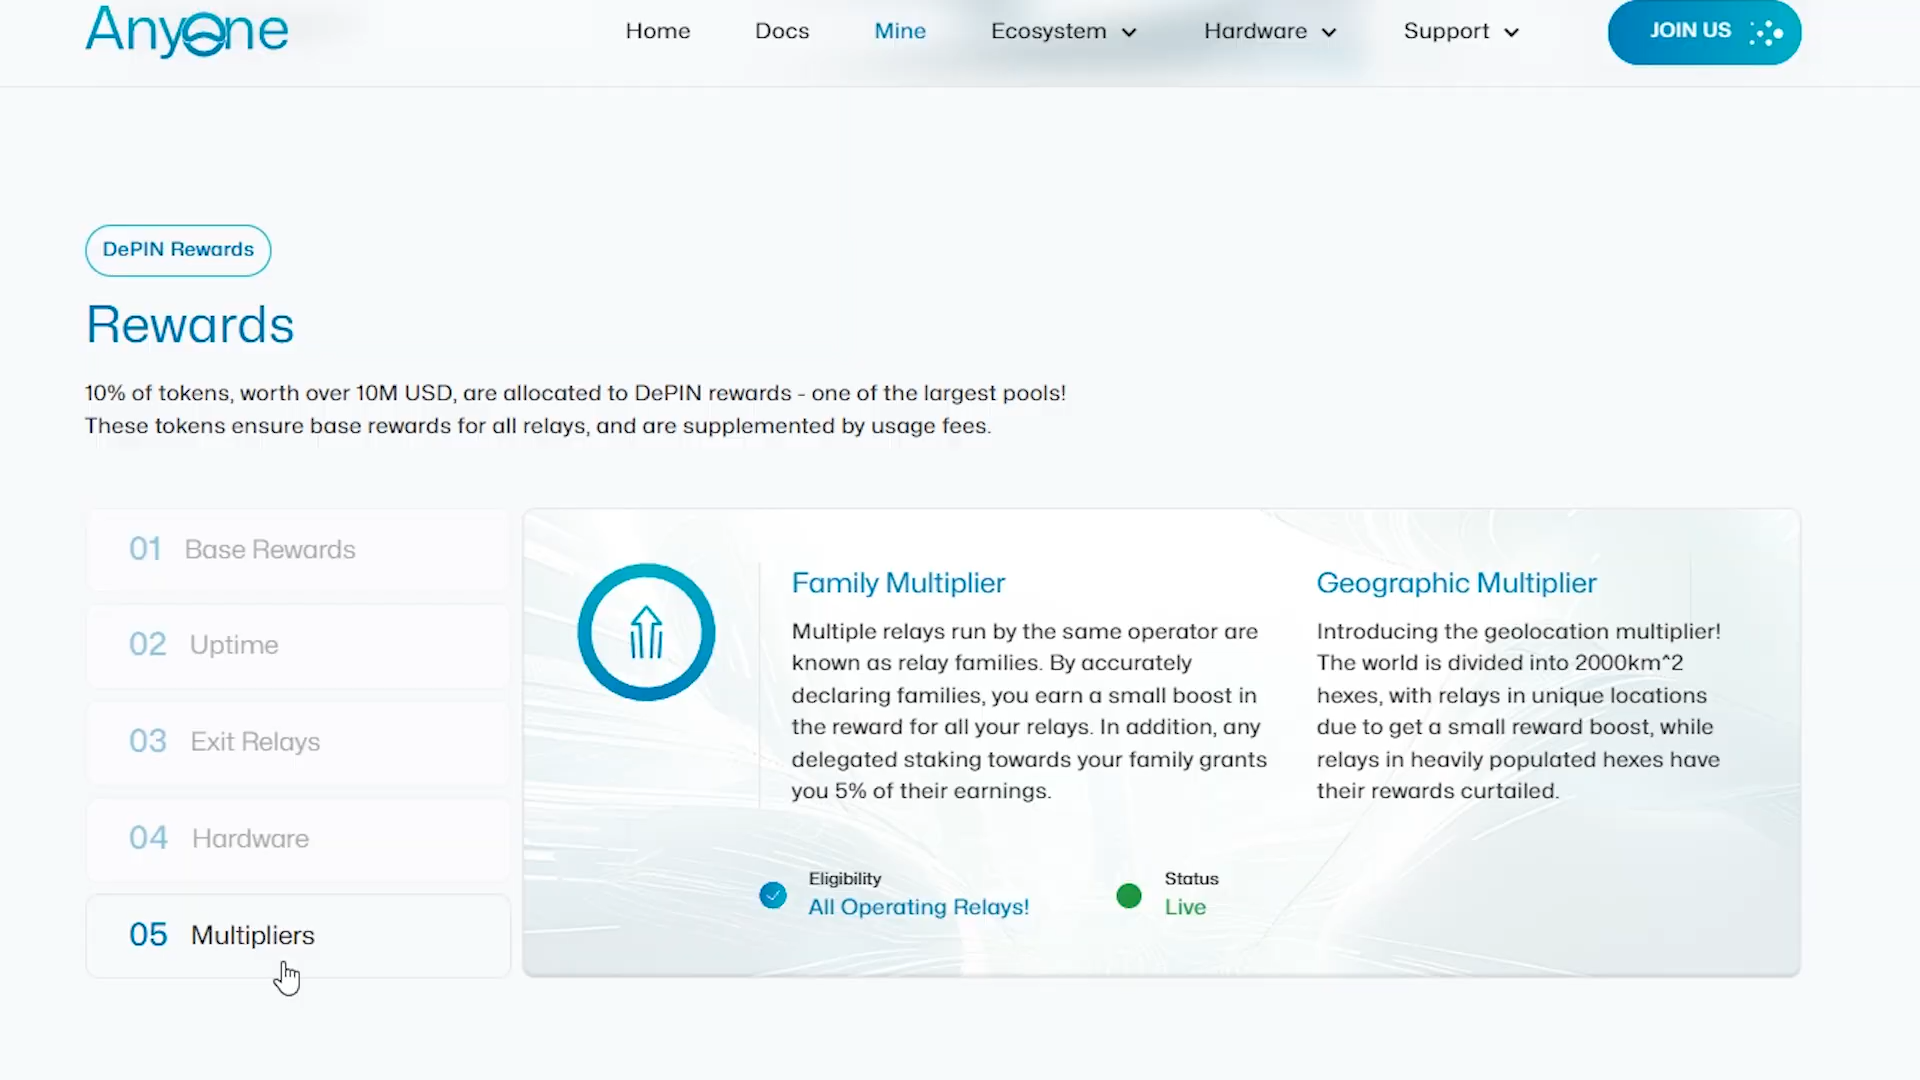 Anyone
Home
Docs
Mine
Ecosystem
Hardware
Support
JOIN US
DePIN Rewards
Rewards
10% of tokens, worth over 10M USD, are allocated to DePIN rewards - one of the largest pools!
These tokens ensure base rewards for all relays, and are supplemented by usage fees.
01 Base Rewards
02 Uptime
03 Exit Relays
04 Hardware
05 Multipliers
Family Multiplier
Multiple relays run by the same operator are
known as relay families. By accurately
declaring families, you earn a small boost in
the reward for all your relays. In addition, any
delegated staking towards your family grants
you 5% of their earnings.
Geographic Multiplier
Introducing the geolocation multiplier!
The world is divided into 2000km^2
hexes, with relays in unique locations
due to get a small reward boost, while
relays in heavily populated hexes have
their rewards curtailed.
Eligibility
All Operating Relays!
Status
Live